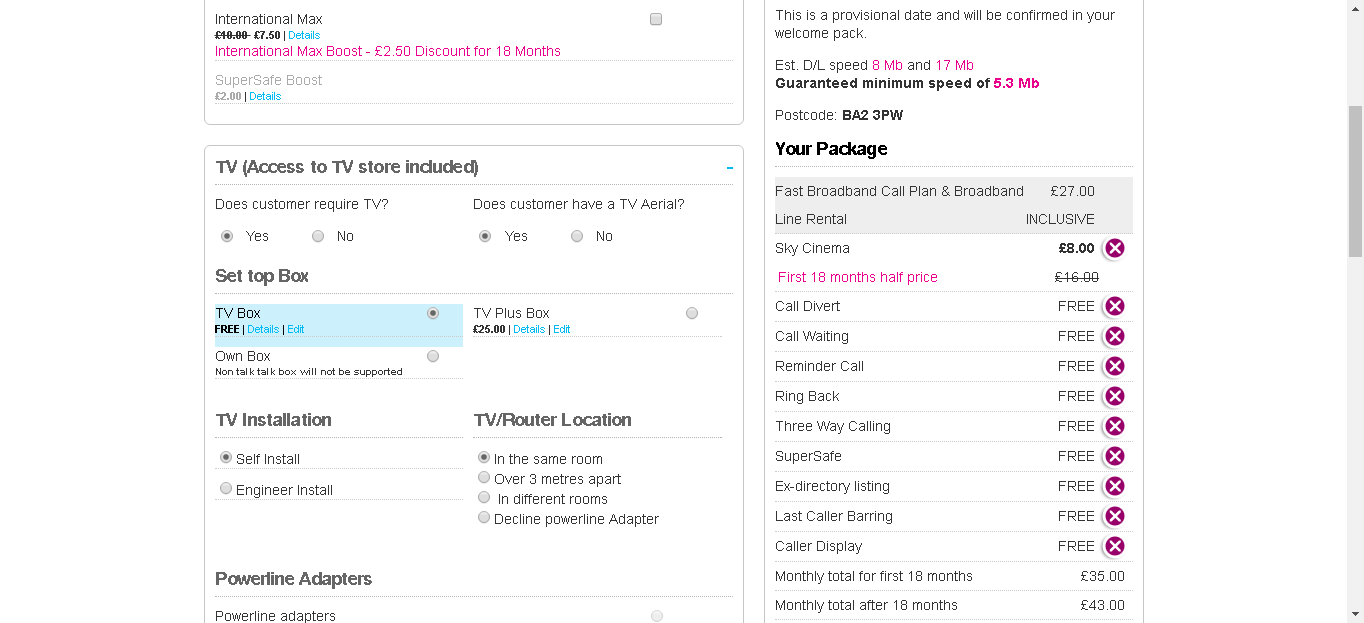 International Max
£10.00 £7.50 | Details
International Max Boost - £2.50 Discount for 18 Months
SuperSafe Boost
£2.00 | Details
TV (Access to TV store included)
-
Does customer require TV?
Does customer have a TV Aerial?
Yes
No
Yes
No
Set top Box
TV Box
FREE | Details | Edit
TV Plus Box
£25.00 | Details | Edit
Own Box
Non talk talk box will not be supported
TV Installation
Self Install
Engineer Install
TV/Router Location
In the same room
Over 3 metres apart
In different rooms
Decline powerline Adapter
Powerline Adapters
Powerline adapters
This is a provisional date and will be confirmed in your
welcome pack.
Est. D/L speed 8 Mb and 17 Mb
Guaranteed minimum speed of 5.3 Mb
Postcode: BA2 3PW
Your Package
Fast Broadband Call Plan & Broadband £27.00
Line Rental INCLUSIVE
Sky Cinema £8.00
First 18 months half price £16.00
Call Divert FREE
Call Waiting FREE
Reminder Call FREE
Ring Back FREE
Three Way Calling FREE
SuperSafe FREE
Ex-directory listing FREE
Last Caller Barring FREE
Caller Display FREE
Monthly total for first 18 months £35.00
Monthly total after 18 months £43.00